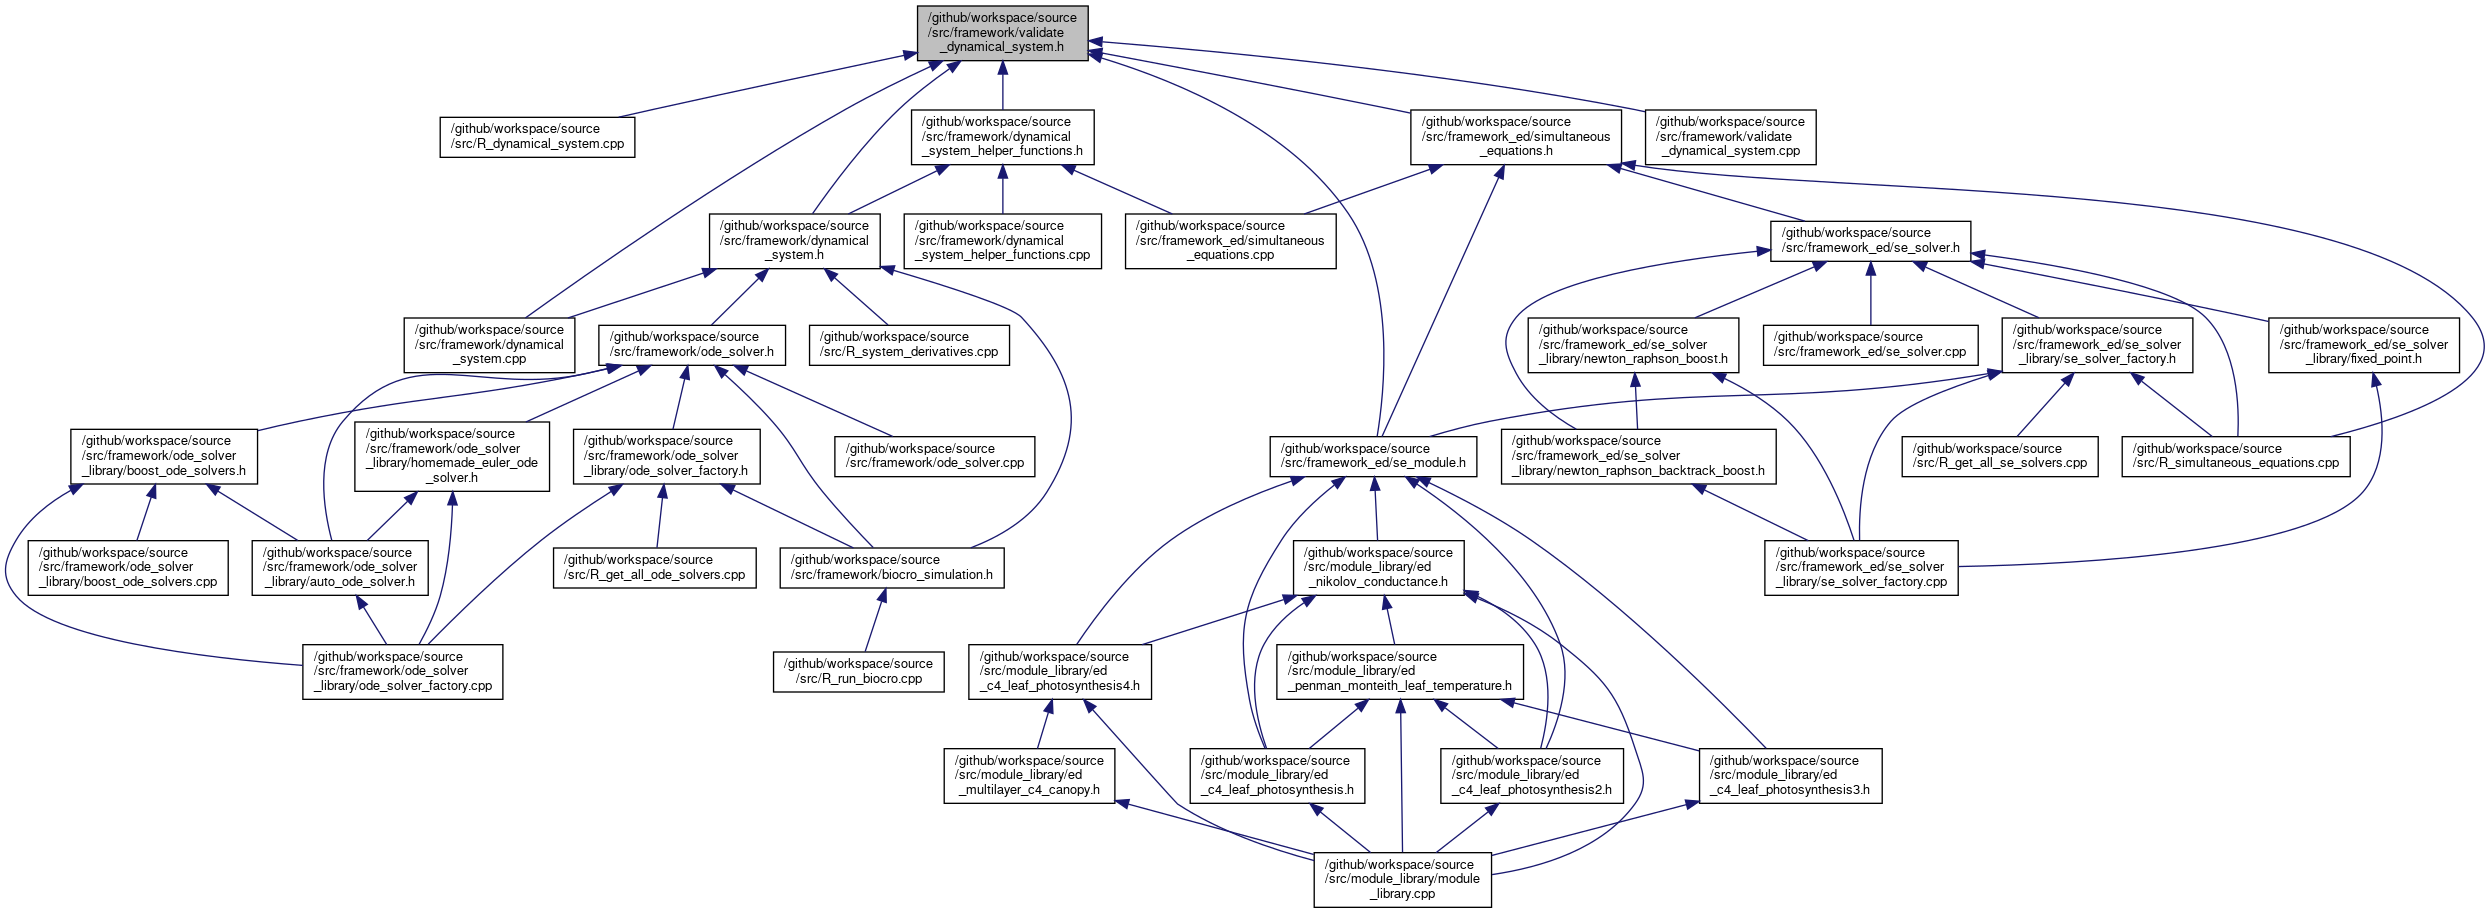 /github/workspace/source
/src/framework/validate
_dynamical_system.h
/github/workspace/source
/src/R_dynamical_system.cpp
/github/workspace/source
/src/framework/dynamical
_system_helper_functions.h
/github/workspace/source
/src/framework_ed/simultaneous
_equations.h
/github/workspace/source
/src/framework/validate
_dynamical_system.cpp
/github/workspace/source
/src/framework/dynamical
_system.h
/github/workspace/source
/src/framework/dynamical
_system_helper_functions.cpp
/github/workspace/source
/src/framework_ed/simultaneous
_equations.cpp
/github/workspace/source
/src/framework_ed/se_solver.h
/github/workspace/source
/src/framework/dynamical
_system.cpp
/github/workspace/source
/src/framework/ode_solver.h
/github/workspace/source
/src/R_system_derivatives.cpp
/github/workspace/source
/src/framework_ed/se_solver
_library/newton_raphson_boost.h
/github/workspace/source
/src/framework_ed/se_solver.cpp
/github/workspace/source
/src/framework_ed/se_solver
_library/se_solver_factory.h
/github/workspace/source
/src/framework_ed/se_solver
_library/fixed_point.h
/github/workspace/source
/src/framework/ode_solver
_library/boost_ode_solvers.h
/github/workspace/source
/src/framework/ode_solver
_library/homemade_euler_ode
_solver.h
/github/workspace/source
/src/framework/ode_solver
_library/ode_solver_factory.h
/github/workspace/source
/src/framework/ode_solver.cpp
/github/workspace/source
/src/framework_ed/se_module.h
/github/workspace/source
/src/framework_ed/se_solver
_library/newton_raphson_backtrack_boost.h
/github/workspace/source
/src/R_get_all_se_solvers.cpp
/github/workspace/source
/src/R_simultaneous_equations.cpp
/github/workspace/source
/src/framework/ode_solver
_library/boost_ode_solvers.cpp
/github/workspace/source
/src/framework/ode_solver
_library/auto_ode_solver.h
/github/workspace/source
/src/R_get_all_ode_solvers.cpp
/github/workspace/source
/src/framework/biocro_simulation.h
/github/workspace/source
/src/module_library/ed
_nikolov_conductance.h
/github/workspace/source
/src/framework_ed/se_solver
_library/se_solver_factory.cpp
/github/workspace/source
/src/framework/ode_solver
_library/ode_solver_factory.cpp
/github/workspace/source
/src/R_run_biocro.cpp
/github/workspace/source
/src/module_library/ed
_c4_leaf_photosynthesis4.h
/github/workspace/source
/src/module_library/ed
_penman_monteith_leaf_temperature.h
/github/workspace/source
/src/module_library/ed
_multilayer_c4_canopy.h
/github/workspace/source
/src/module_library/ed
_c4_leaf_photosynthesis.h
/github/workspace/source
/src/module_library/ed
_c4_leaf_photosynthesis2.h
/github/workspace/source
/src/module_library/ed
_c4_leaf_photosynthesis3.h
/github/workspace/source
/src/module_library/module
_library.cpp